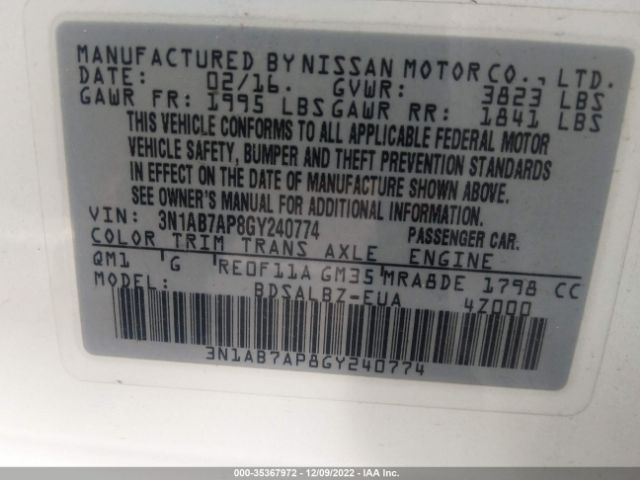 MANUFACTURED BY NISSAN MOTOR CO., LTD.
DATE: 02/16. GVWR: 3823 LBS
GAWR FR: 1995 LBS GAWR RR: 1841 LBS
THIS VEHICLE CONFORMS TO ALL APPLICABLE FEDERAL MOTOR
VEHICLE SAFETY, BUMPER AND THEFT PREVENTION STANDARDS
IN EFFECT ON THE DATE OF MANUFACTURE SHOWN ABOVE.
SEE OWNER'S MANUAL FOR ADDITIONAL INFORMATION.
VIN: 3N1AB7AP8GY240774 PASSENGER CAR.
COLOR TRIM TRANS AXLE ENGINE
QM1 G RE0F11A GM35 MRA8DE 1798 CC
MODEL: BDSALBZ-EUA 4Z000
3N1AB7AP8GY240774
000-35367972 - 12/09/2022 - IAA Inc.